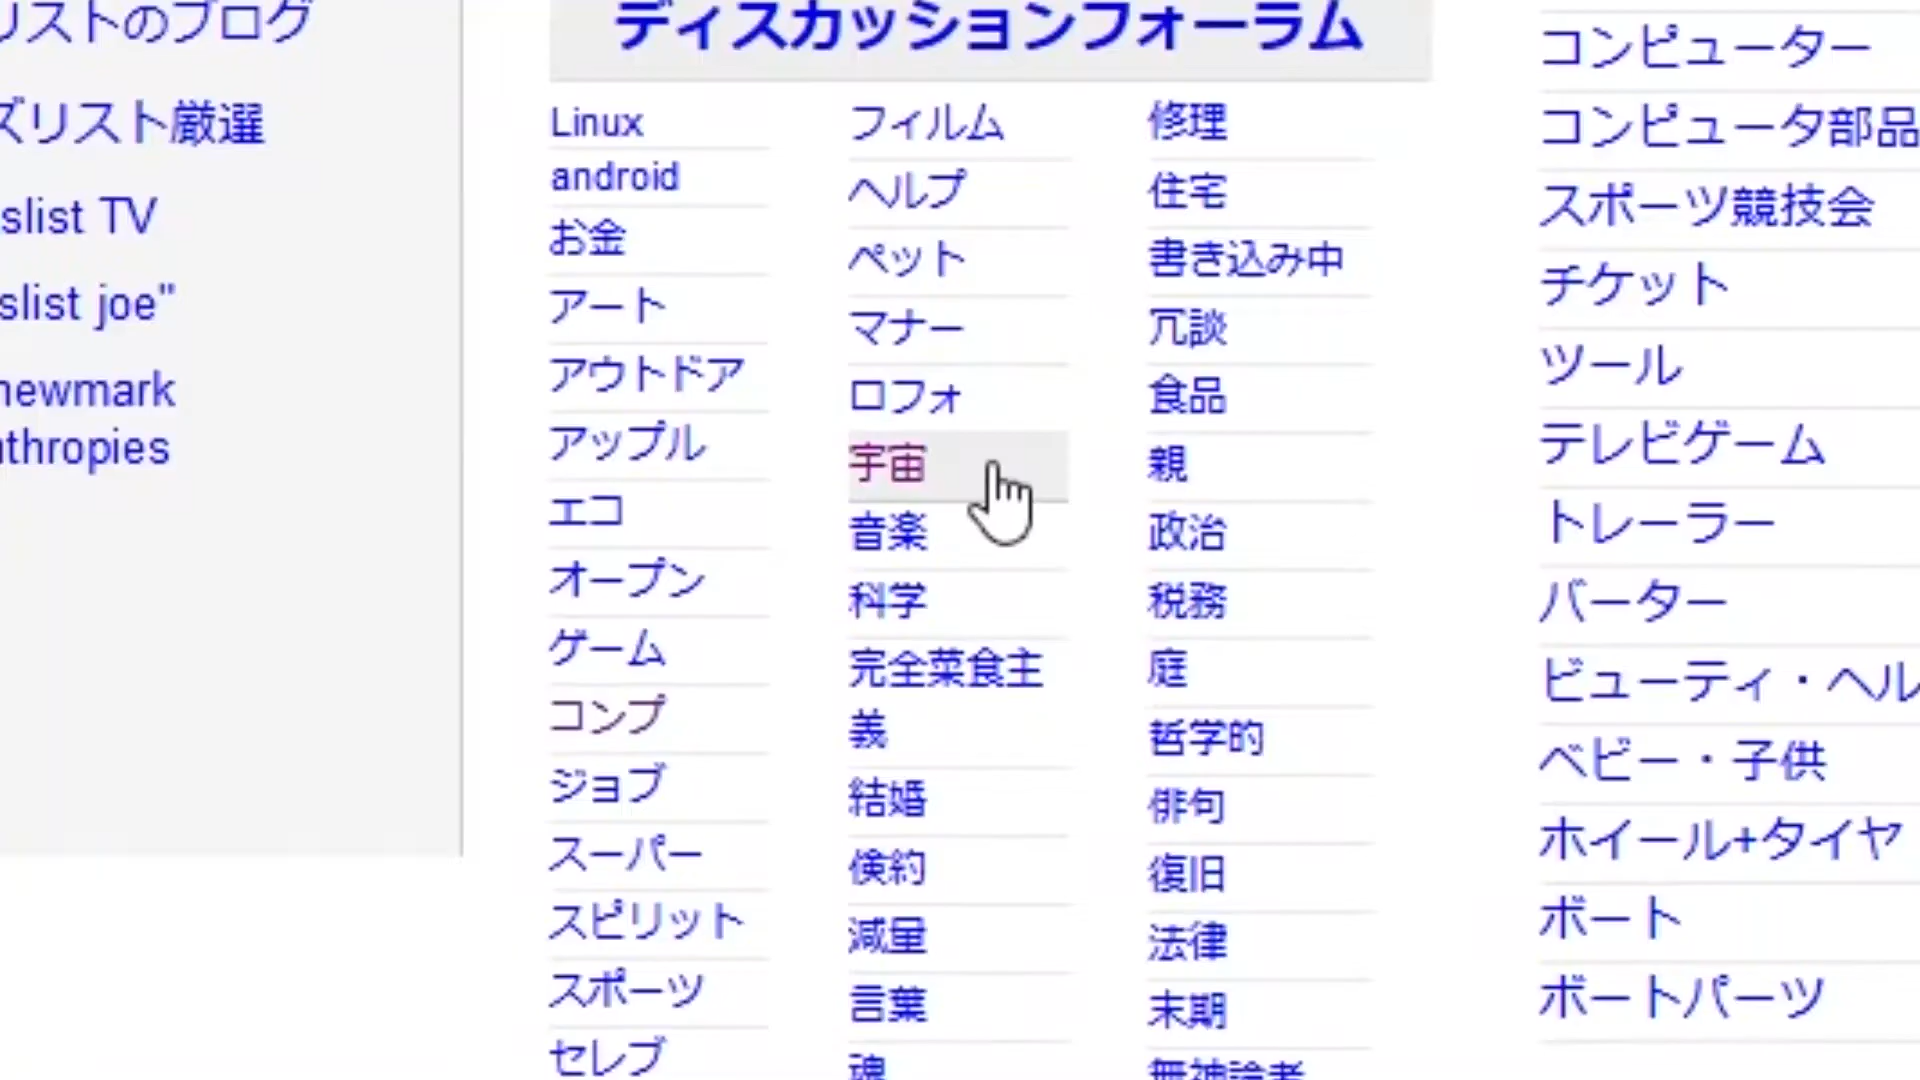 リストのブログ
ズリスト厳選
slist TV
slist joe"
newmark
nthropies
ディスカッションフォーラム
Linux
android
お金
アート
アウトドア
アップル
エコ
オープン
ゲーム
コンプ
ジョブ
スーパー
スピリット
スポーツ
セレブ
フィルム
ヘルプ
ペット
マナー
ロフォ
宇宙
音楽
科学
完全菜食主
義
結婚
倹約
減量
言葉
魂
修理
住宅
書き込み中
冗談
食品
親
政治
税務
庭
哲学的
俳句
復旧
法律
末期
無神論者
コンピューター
コンピュータ部品
スポーツ競技会
チケット
ツール
テレビゲーム
トレーラー
バーター
ビューティ・ヘル
ベビー・子供
ホイール+タイヤ
ボート
ボートパーツ